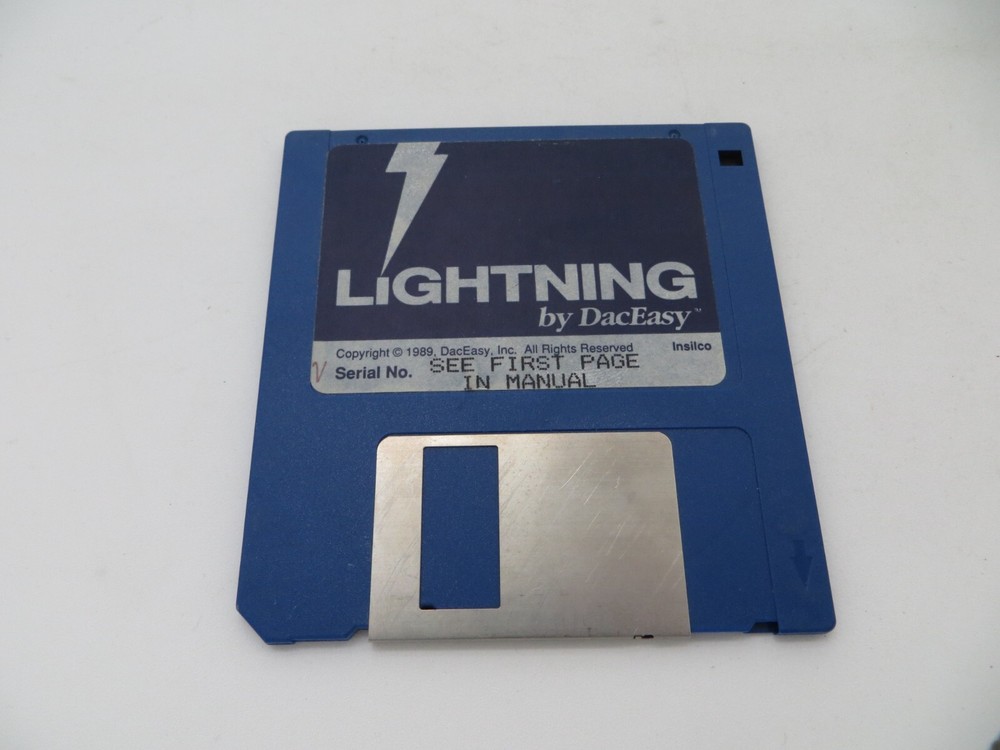 LiGHTNING
by DacEasy™
Copyright © 1989, DacEasy, Inc. All Rights Reserved Insilco
Serial No. SEE FIRST PAGE
IN MANUAL